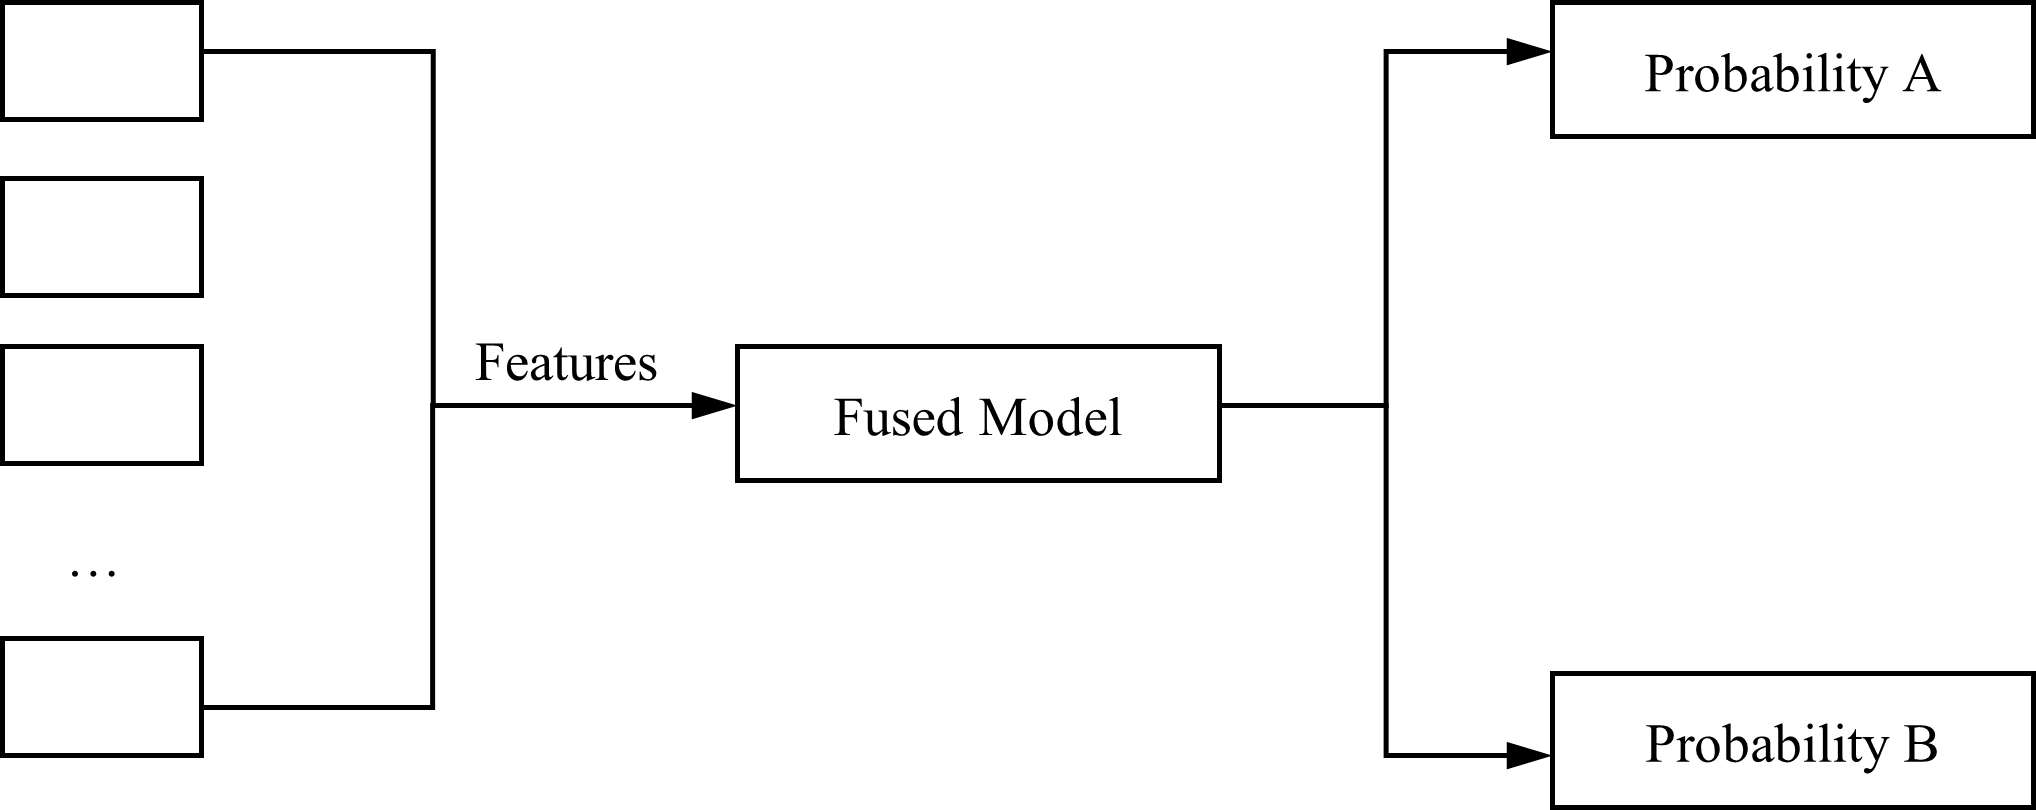 Features
Fused Model
…
Probability A
Probability B